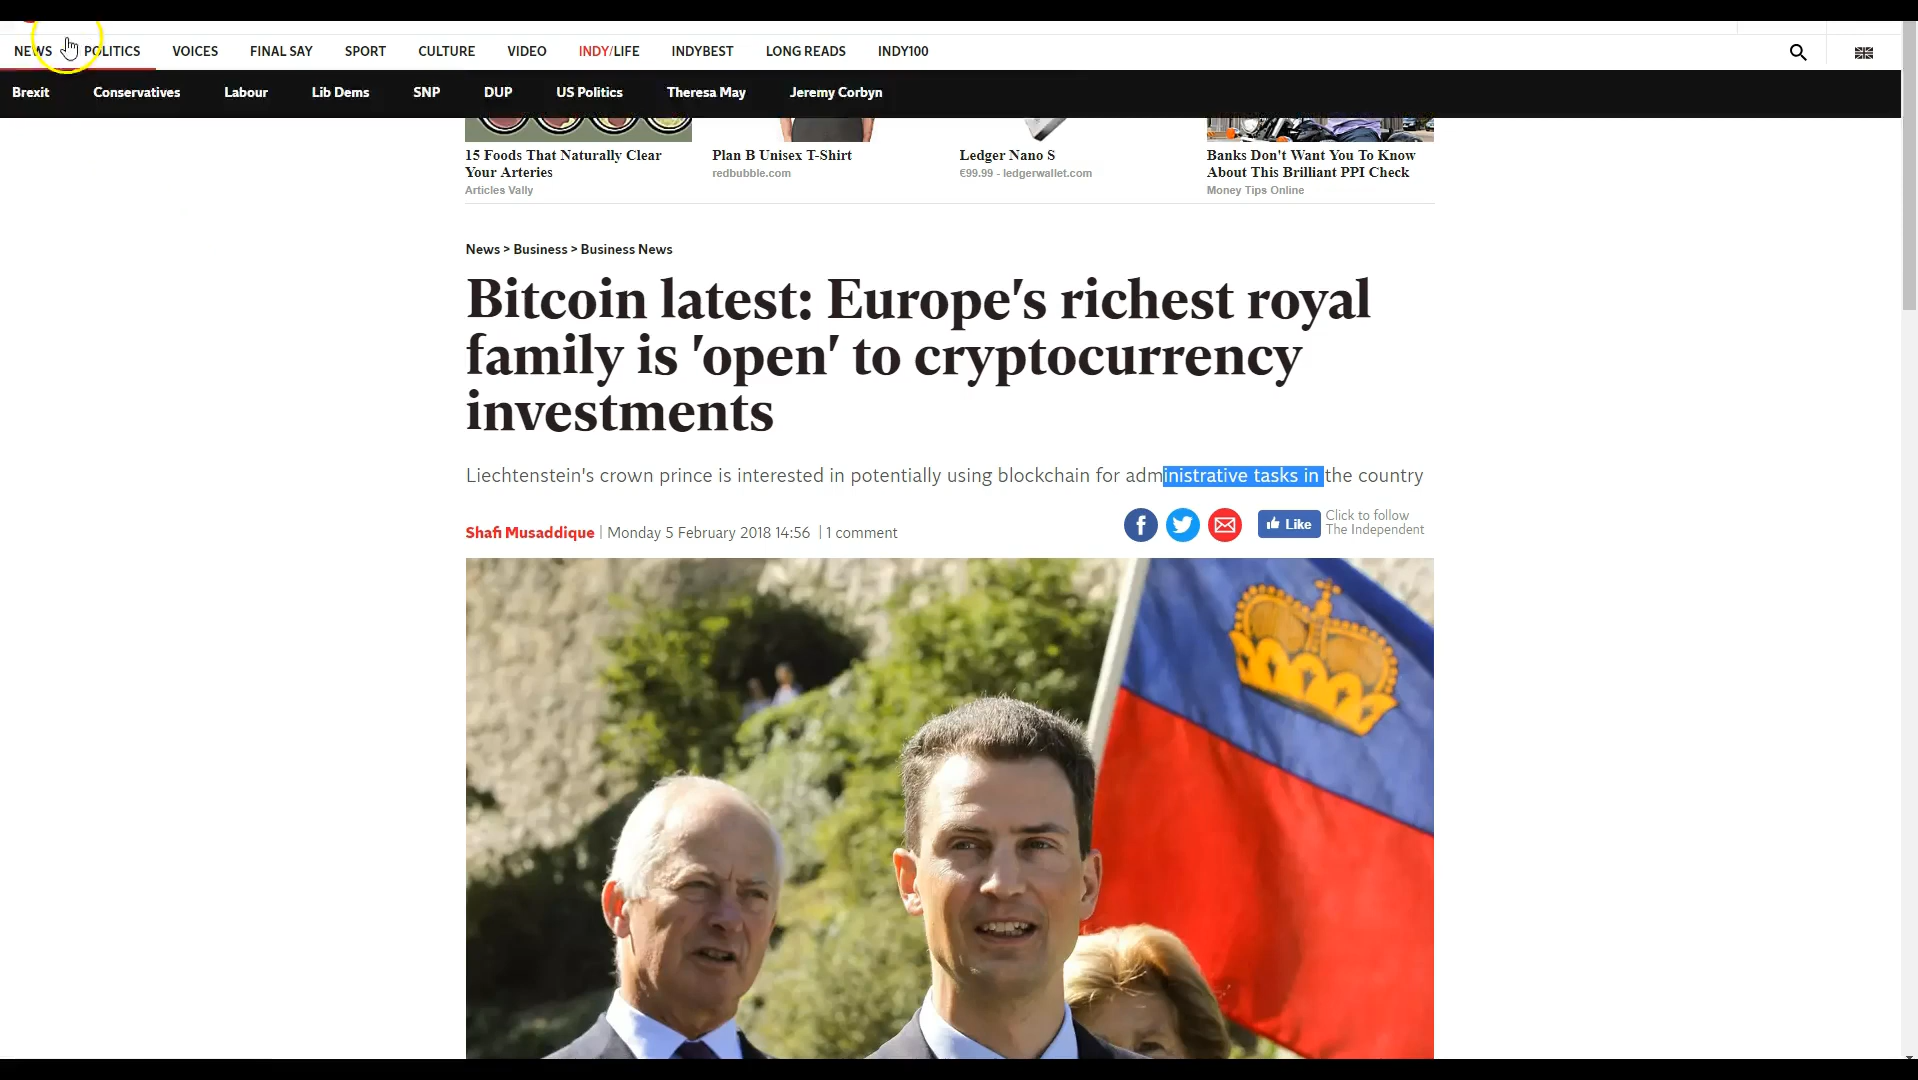 NEWS POLITICS VOICES FINAL SAY SPORT CULTURE VIDEO INDY/LIFE INDYBEST LONG READS INDY100
Brexit Conservatives Labour Lib Dems SNP DUP US Politics Theresa May Jeremy Corbyn
15 Foods That Naturally Clear
Your Arteries
Articles Vally
Plan B Unisex T-Shirt
redbubble.com
Ledger Nano S
€99.99 - ledgerwallet.com
Banks Don't Want You To Know
About This Brilliant PPI Check
Money Tips Online
News > Business > Business News
Bitcoin latest: Europe's richest royal
family is 'open' to cryptocurrency
investments
Liechtenstein's crown prince is interested in potentially using blockchain for administrative tasks in the country
Shafi Musaddique | Monday 5 February 2018 14:56 | 1 comment
Like
Click to follow
The Independent